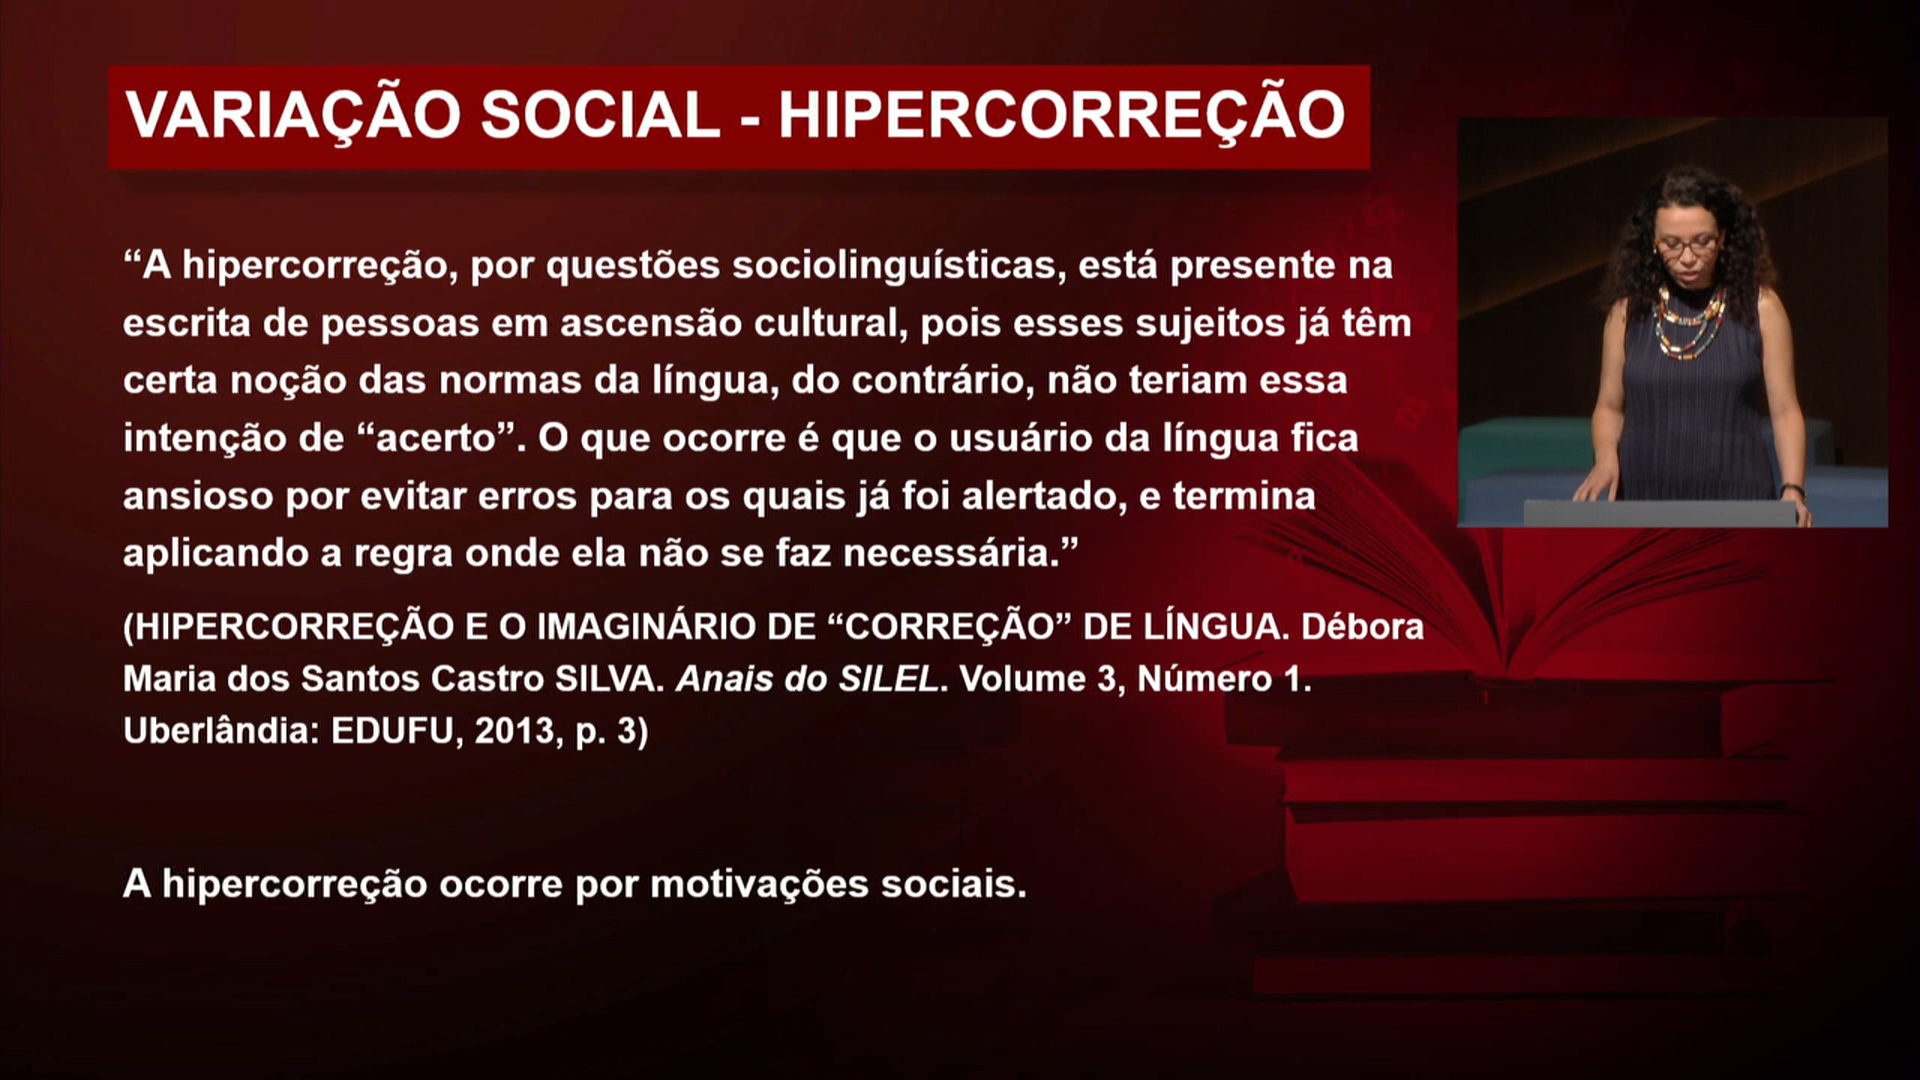 VARIAÇÃO SOCIAL - HIPERCORREÇÃO
“A hipercorreção, por questões sociolinguísticas, está presente na
escrita de pessoas em ascensão cultural, pois esses sujeitos já têm
certa noção das normas da língua, do contrário, não teriam essa
intenção de “acerto”. O que ocorre é que o usuário da língua fica
ansioso por evitar erros para os quais já foi alertado, e termina
aplicando a regra onde ela não se faz necessária.”
(HIPERCORREÇÃO E O IMAGINÁRIO DE “CORREÇÃO” DE LÍNGUA. Débora
Maria dos Santos Castro SILVA. Anais do SILEL. Volume 3, Número 1.
Uberlândia: EDUFU, 2013, p. 3)
A hipercorreção ocorre por motivações sociais.